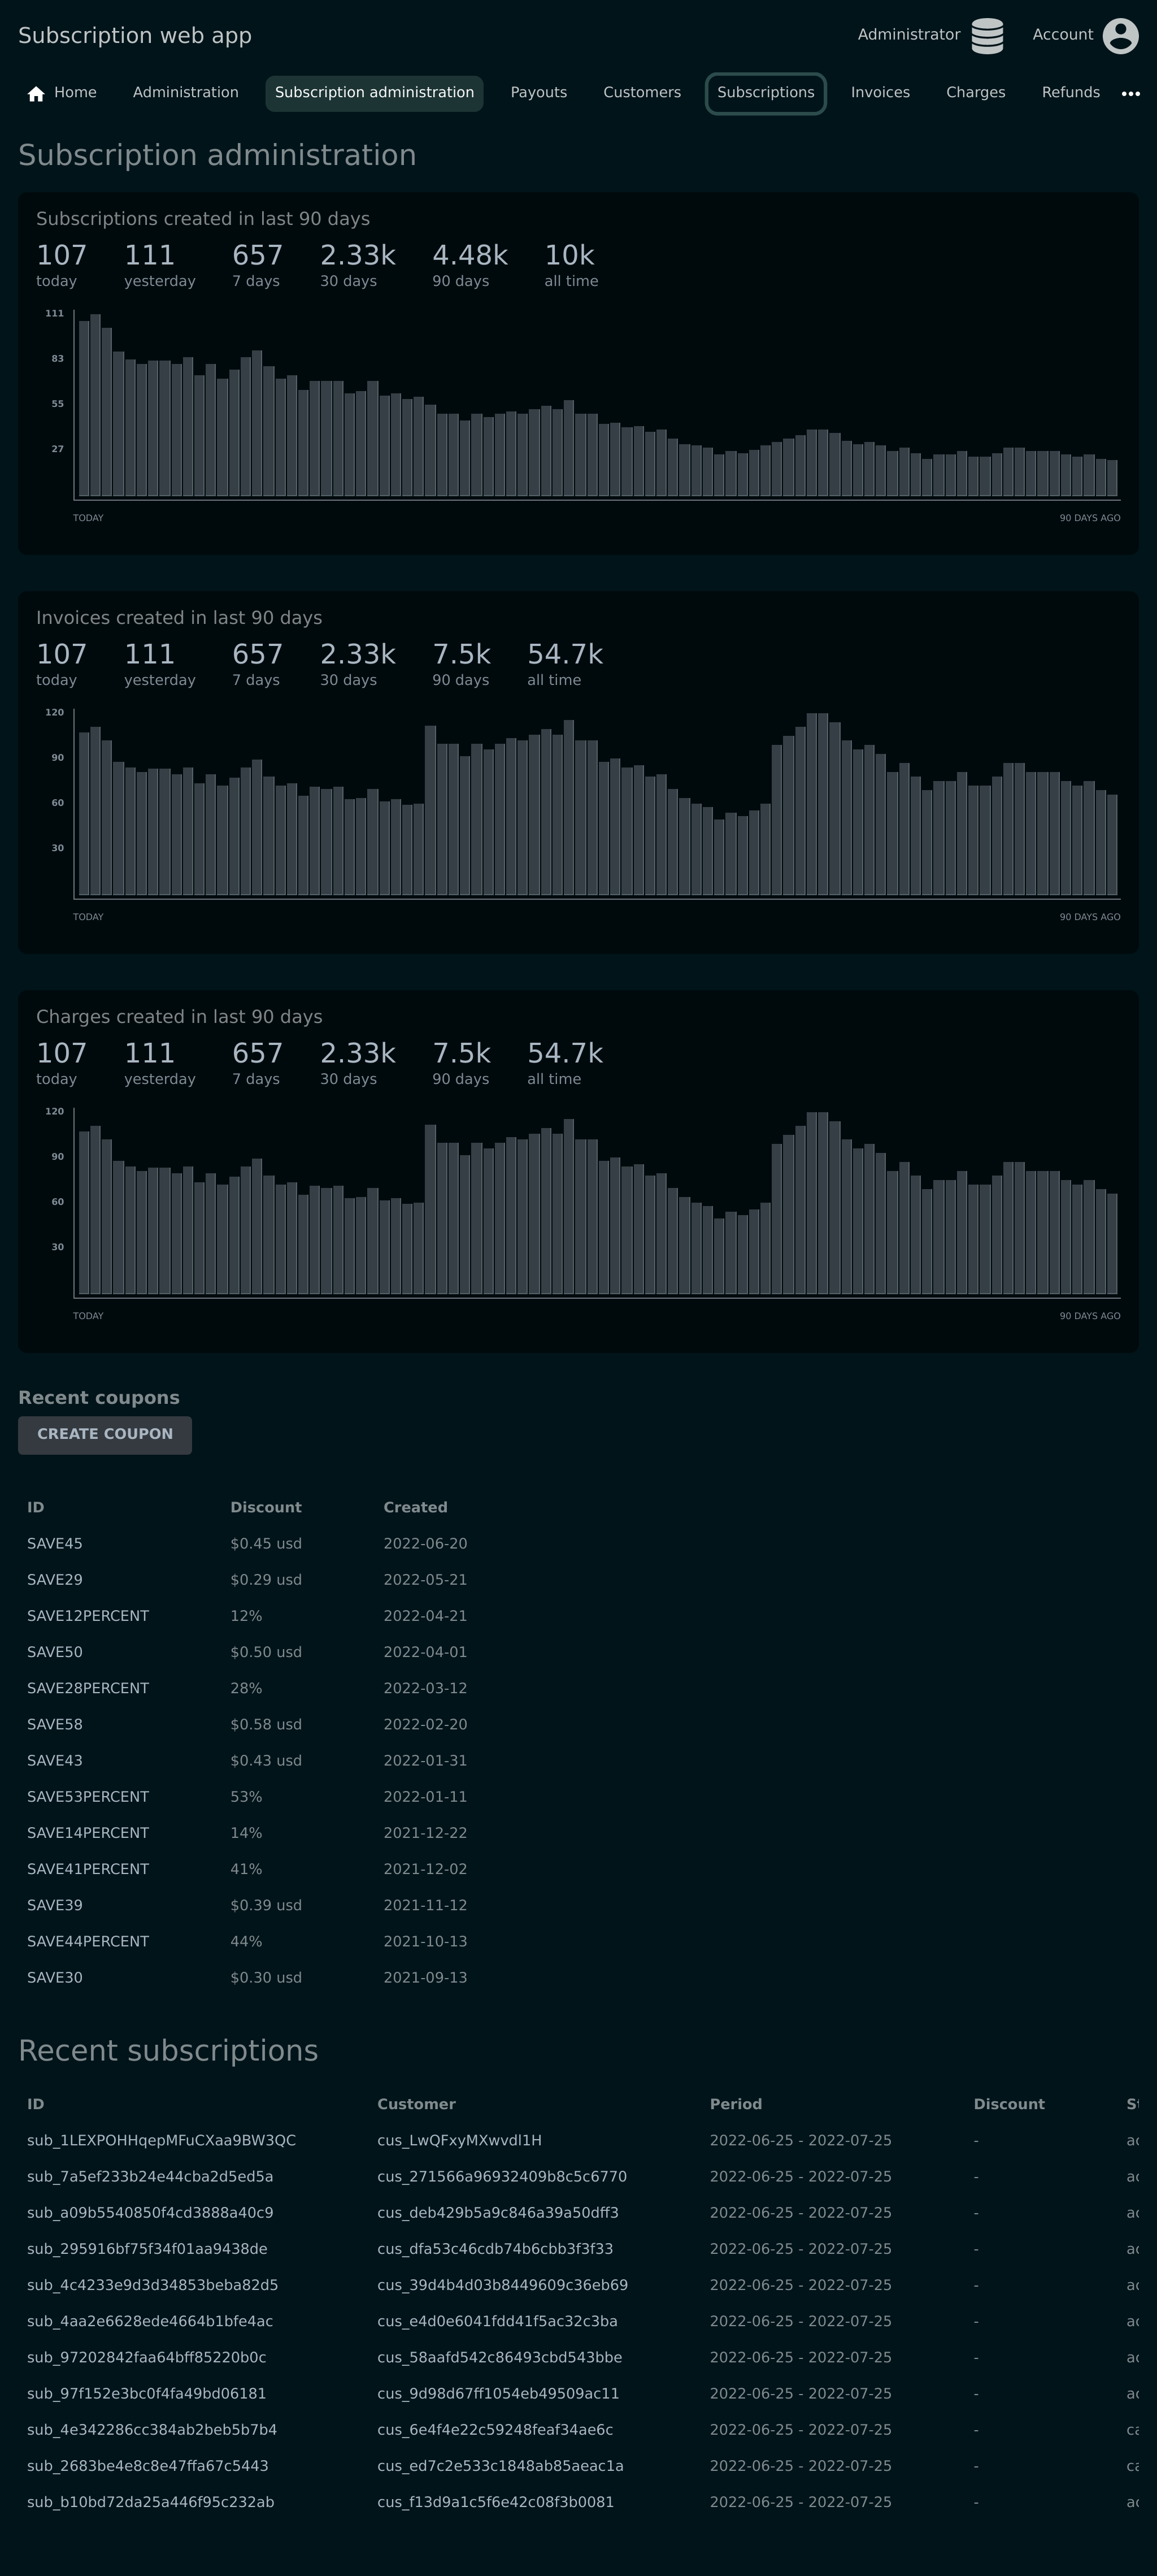 Subscription web app Administrator Account
Home Administration Subscription administration Payouts Customers Subscriptions Invoices Charges Refunds •••
Subscription administration
Subscriptions created in last 90 days
107 111 657 2.33k 4.48k 10k
today yesterday 7 days 30 days 90 days all time
111
83
55
27
TODAY 90 DAYS AGO
Invoices created in last 90 days
107 111 657 2.33k 7.5k 54.7k
today yesterday 7 days 30 days 90 days all time
120
90
60
30
TODAY 90 DAYS AGO
Charges created in last 90 days
107 111 657 2.33k 7.5k 54.7k
today yesterday 7 days 30 days 90 days all time
120
90
60
30
TODAY 90 DAYS AGO
Recent coupons
CREATE COUPON
ID Discount Created
SAVE45 $0.45 usd 2022-06-20
SAVE29 $0.29 usd 2022-05-21
SAVE12PERCENT 12% 2022-04-21
SAVE50 $0.50 usd 2022-04-01
SAVE28PERCENT 28% 2022-03-12
SAVE58 $0.58 usd 2022-02-20
SAVE43 $0.43 usd 2022-01-31
SAVE53PERCENT 53% 2022-01-11
SAVE14PERCENT 14% 2021-12-22
SAVE41PERCENT 41% 2021-12-02
SAVE39 $0.39 usd 2021-11-12
SAVE44PERCENT 44% 2021-10-13
SAVE30 $0.30 usd 2021-09-13
Recent subscriptions
ID Customer Period Discount
sub_1LEXPOHHqepMFuCXaa9BW3QC cus_LwQFxyMXwvdl1H 2022-06-25 - 2022-07-25 -
sub_7a5ef233b24e44cba2d5ed5a cus_271566a96932409b8c5c6770 2022-06-25 - 2022-07-25 -
sub_a09b5540850f4cd3888a40c9 cus_deb429b5a9c846a39a50dff3 2022-06-25 - 2022-07-25 -
sub_295916bf75f34f01aa9438de cus_dfa53c46cdb74b6cbb3f3f33 2022-06-25 - 2022-07-25 -
sub_4c4233e9d3d34853beba82d5 cus_39d4b4d03b8449609c36eb69 2022-06-25 - 2022-07-25 -
sub_4aa2e6628ede4664b1bfe4ac cus_e4d0e6041fdd41f5ac32c3ba 2022-06-25 - 2022-07-25 -
sub_97202842faa64bff85220b0c cus_58aafd542c86493cbd543bbe 2022-06-25 - 2022-07-25 -
sub_97f152e3bc0f4fa49bd06181 cus_9d98d67ff1054eb49509ac11 2022-06-25 - 2022-07-25 -
sub_4e342286cc384ab2beb5b7b4 cus_6e4f4e22c59248feaf34ae6c 2022-06-25 - 2022-07-25 -
sub_2683be4e8c8e47ffa67c5443 cus_ed7c2e533c1848ab85aeac1a 2022-06-25 - 2022-07-25 -
sub_b10bd72da25a446f95c232ab cus_f13d9a1c5f6e42c08f3b0081 2022-06-25 - 2022-07-25 -